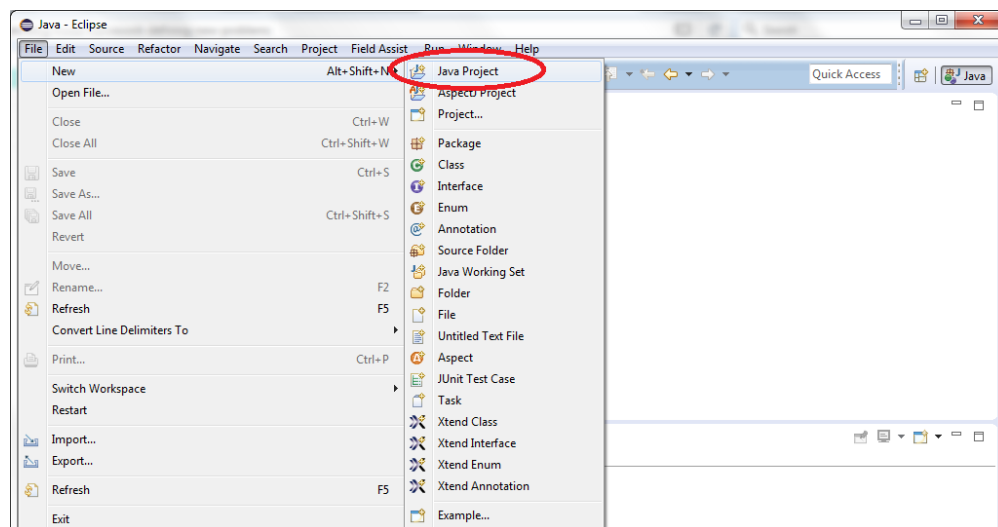 Java - Eclipse
File Edit Source Refactor Navigate Search Project Field Assist Run Window Help
Quick Access
Java
New Alt+Shift+N
Open File...
Close Ctrl+W
Close All Ctrl+Shift+W
Save Ctrl+S
Save As...
Save All Ctrl+Shift+S
Revert
Move...
Rename... F2
Refresh F5
Convert Line Delimiters To
Print... Ctrl+P
Switch Workspace
Restart
Import...
Export...
Refresh F5
Exit
Java Project
AspectJ Project
Project...
Package
Class
Interface
Enum
Annotation
Source Folder
Java Working Set
Folder
File
Untitled Text File
Aspect
JUnit Test Case
Task
Xtend Class
Xtend Interface
Xtend Enum
Xtend Annotation
Example...